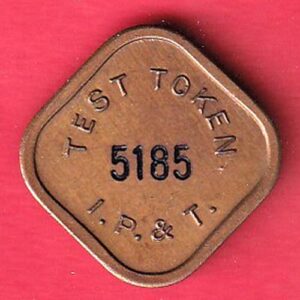 TEST TOKEN
5185
I. P. & T.